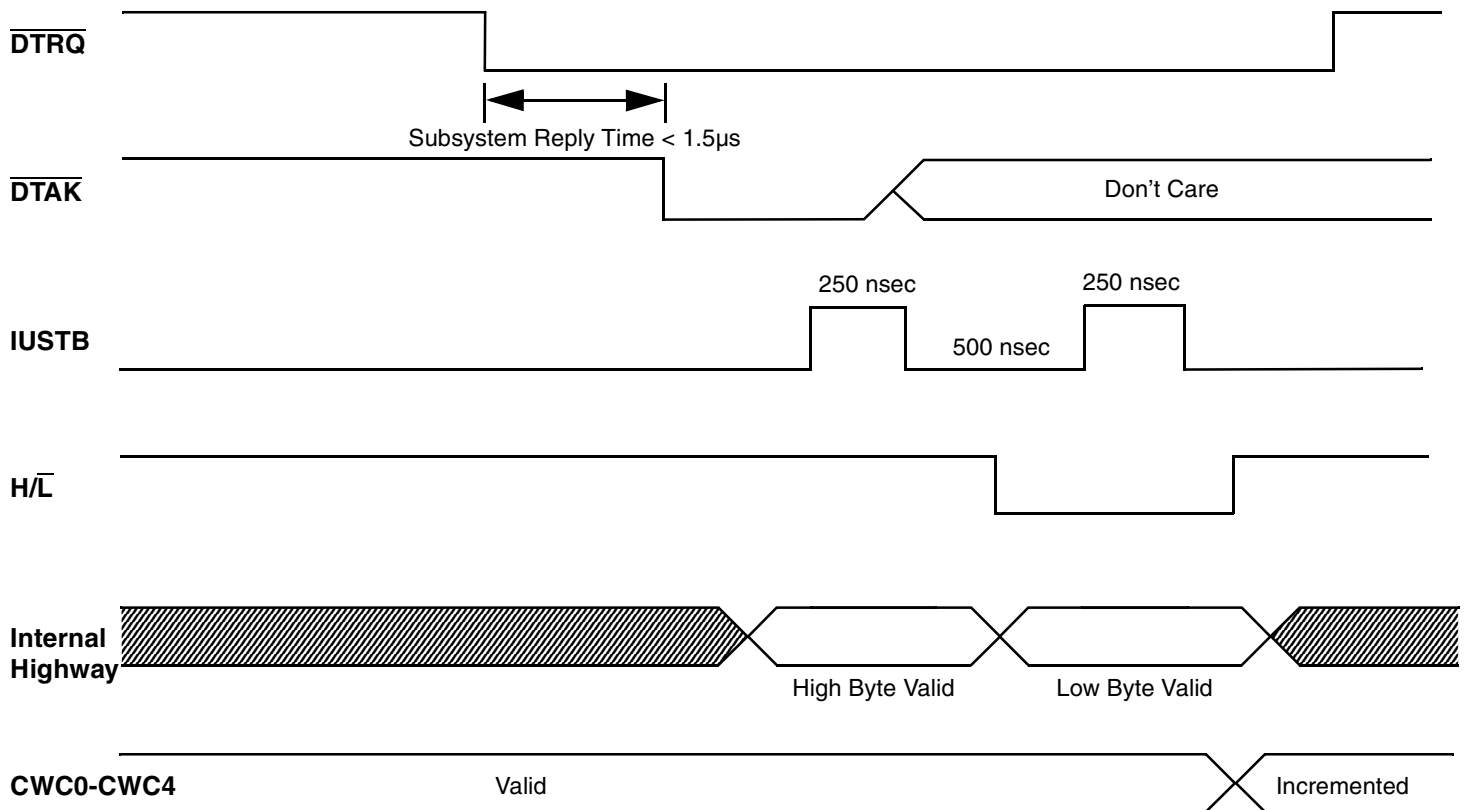 DTRQ
Subsystem Reply Time < 1.5µs
DTAK
Don't Care
250 nsec
250 nsec
IUSTB
500 nsec
H/L
Internal
Highway
High Byte Valid
Low Byte Valid
CWC0-CWC4
Valid
Incremented